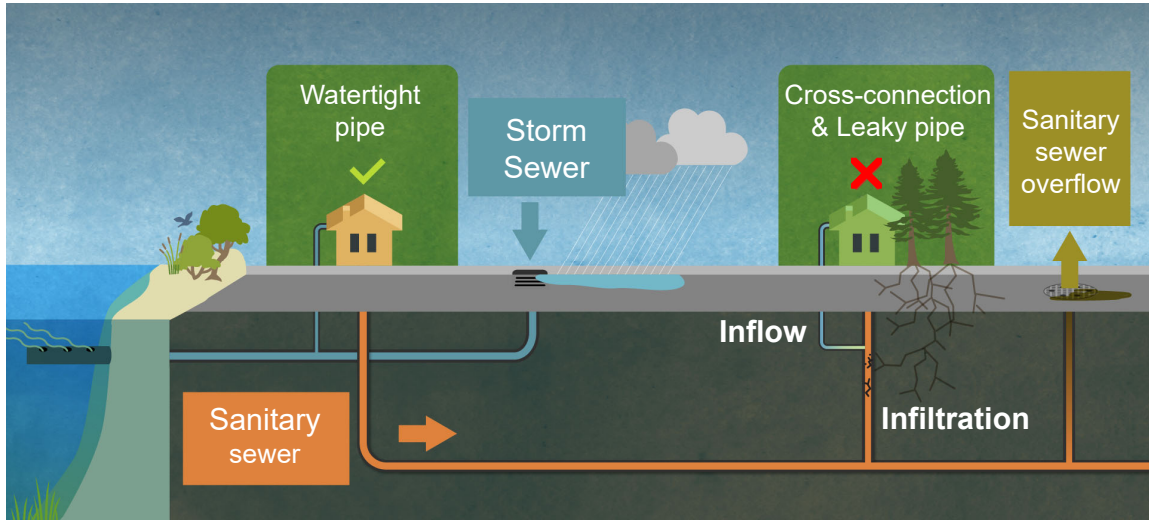 Watertight
pipe
Storm
Sewer
Cross-connection
& Leaky pipe
Sanitary
sewer
overflow
Inflow
Sanitary
sewer
Infiltration